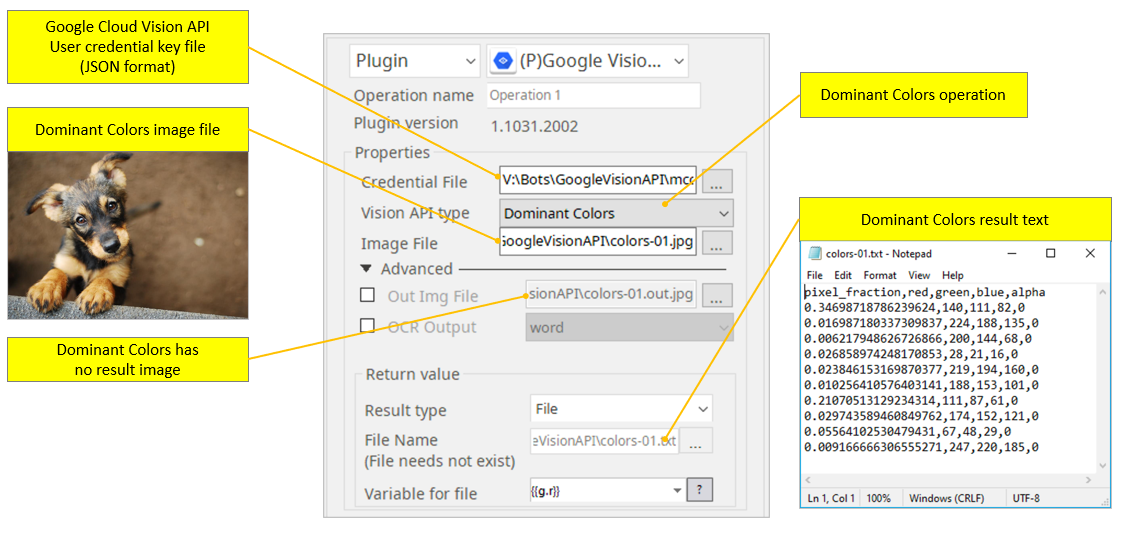 Google Cloud Vision API
User credential key file
(JSON format)
Dominant Colors image file
Dominant Colors has
no result image
Plugin
(P)Google Visio...
Operation name
Operation 1
Plugin version
1.1031.2002
Properties
Credential File
V:\Bots\GoogleVisionAPI\mcc
...
Vision API type
Dominant Colors
Image File
GoogleVisionAPI\colors-01.jpg
...
Advanced
Out Img File
sionAPI\colors-01.out.jpg
...
OCR Output
word
Return value
Result type
File
File Name
(File needs not exist)
eVisionAPI\colors-01.txt
...
Variable for file
{{g.r}}
?
Dominant Colors operation
Dominant Colors result text
colors-01.txt - Notepad
File Edit Format View Help
pixel_fraction,red,green,blue,alpha
0.34698718786239624,140,111,82,0
0.016987180337309837,224,188,135,0
0.006217948626726866,200,144,68,0
0.026858974248170853,28,21,16,0
0.023846153169870377,219,194,160,0
0.010256410576403141,188,153,101,0
0.21070513129234314,111,87,61,0
0.029743589460849762,174,152,121,0
0.05564102530479431,67,48,29,0
0.009166666306555271,247,220,185,0
Ln 1, Col 1 100% Windows (CRLF) UTF-8